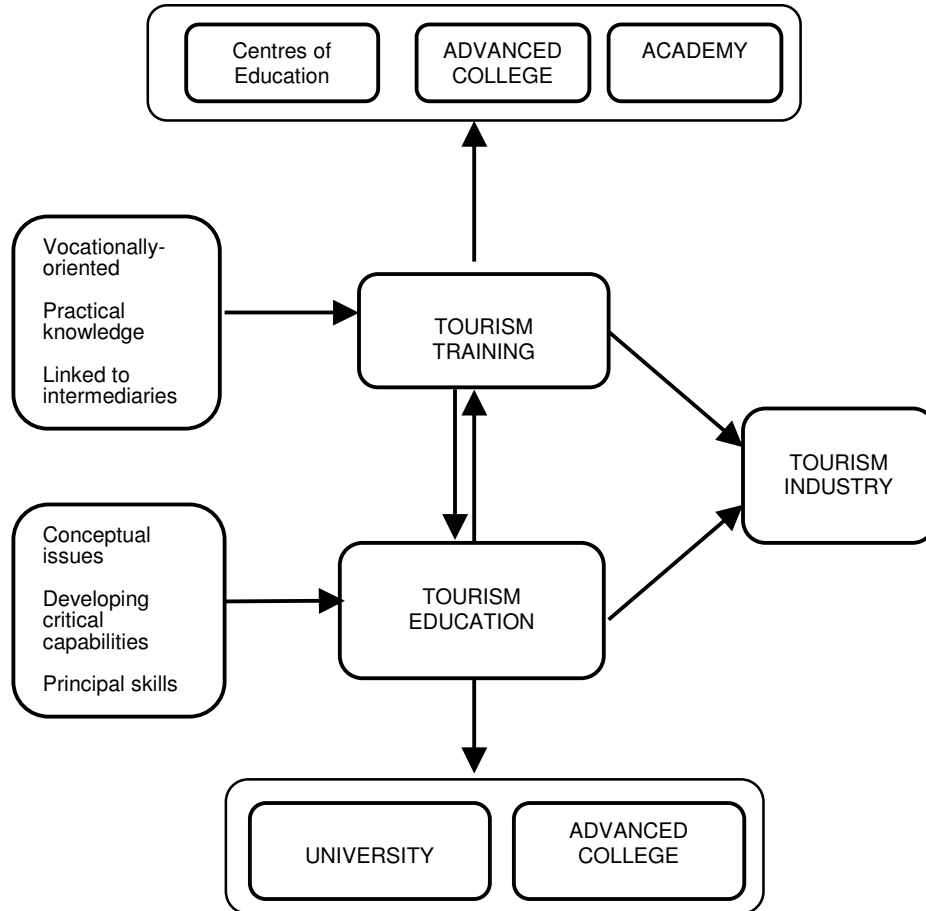 Centres of
Education
ADVANCED
COLLEGE
ACADEMY
Vocationally-
oriented
Practical
knowledge
Linked to
intermediaries
TOURISM
TRAINING
TOURISM
INDUSTRY
Conceptual
issues
Developing
critical
capabilities
Principal skills
TOURISM
EDUCATION
UNIVERSITY
ADVANCED
COLLEGE